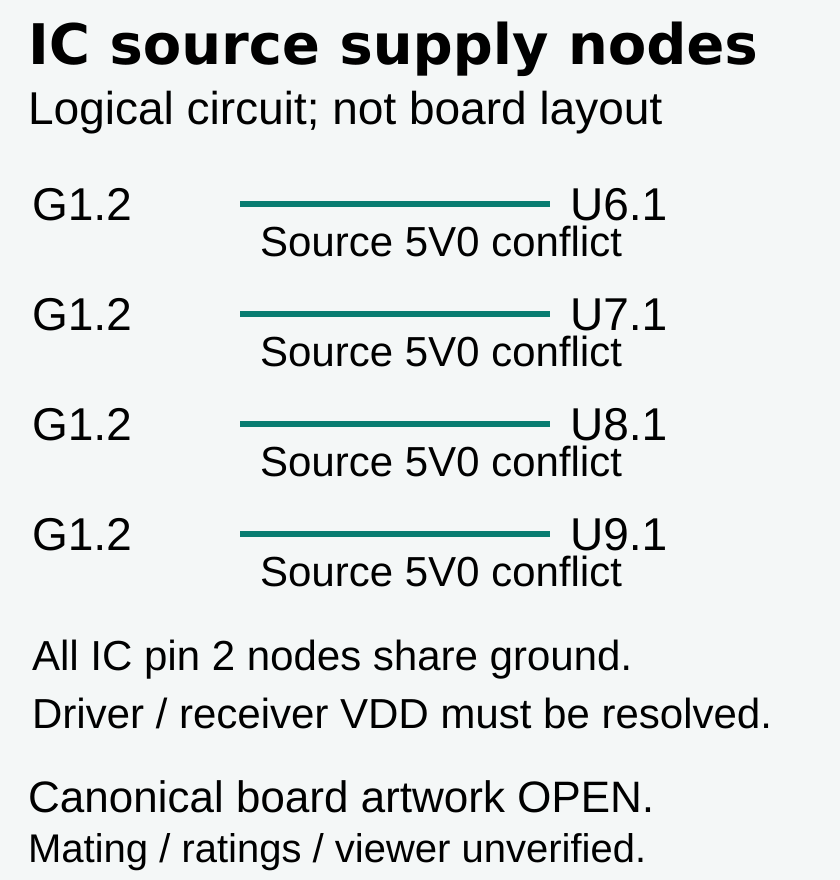 IC source supply nodes
Logical circuit; not board layout
G1.2 U6.1
Source 5V0 conflict
G1.2 U7.1
Source 5V0 conflict
G1.2 U8.1
Source 5V0 conflict
G1.2 U9.1
Source 5V0 conflict
All IC pin 2 nodes share ground.
Driver / receiver VDD must be resolved.
Canonical board artwork OPEN.
Mating / ratings / viewer unverified.